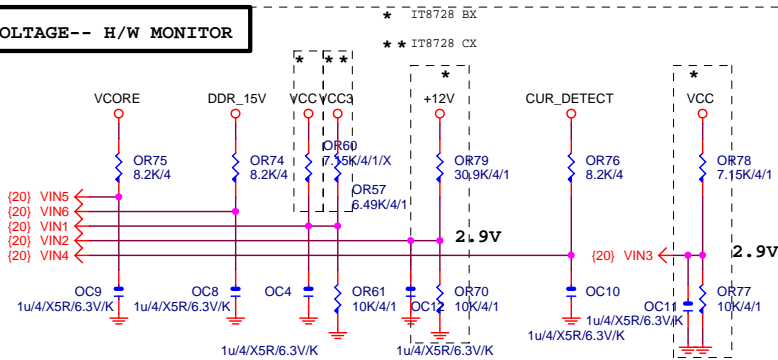 * IT8728 BX
OLTAGE-- H/W MONITOR
* * IT8728 CX
* * * * *
VCORE DDR_15V VCC VCC3 +12V CUR_DETECT VCC
OR60
7.15K/4/1/X
OR75
8.2K/4
OR74
8.2K/4
OR79
30.9K/4/1
OR76
8.2K/4
OR78
7.15K/4/1
OR57
6.49K/4/1
{20} VIN5
{20} VIN6
{20} VIN1
{20} VIN2
2.9V
{20} VIN4
{20} VIN3
2.9V
OC9
1u/4/X5R/6.3V/K
OC8
1u/4/X5R/6.3V/K
OC4
1u/4/X5R/6.3V/K
OR61
10K/4/1
OC12
1u/4/X5R/6.3V/K
OR70
10K/4/1
OC10
1u/4/X5R/6.3V/K
OC11
1u/4/X5R/6.3V/K
OR77
10K/4/1